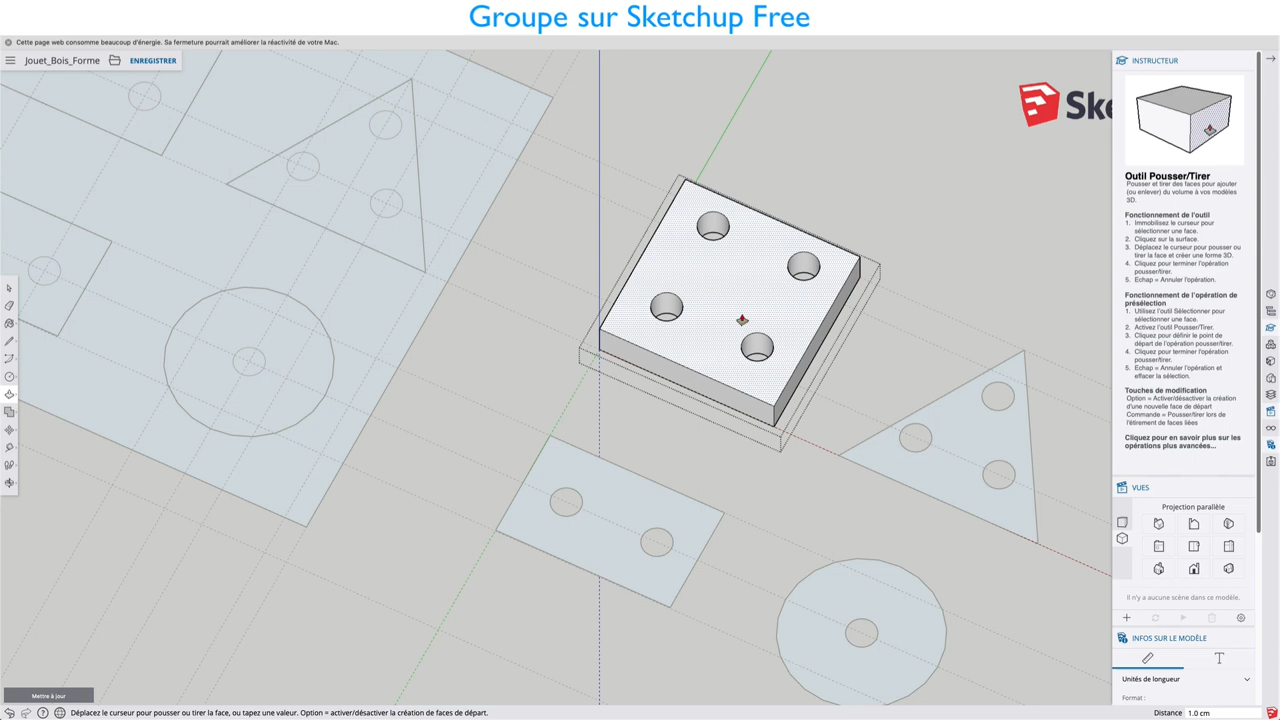 Groupe sur Sketchup Free
Cette page web consomme beaucoup d'énergie. Sa fermeture pourrait améliorer la réactivité de votre Mac.
Jouet_Bois_Forme
ENREGISTRER
Ske
INSTRUCTEUR
Outil Pousser/Tirer
Pousser et tirer des faces pour ajouter
(ou enlever) du volume à vos modèles
3D.
Fonctionnement de l'outil
1. Immobilisez le curseur pour
sélectionner une face.
2. Cliquez sur la surface.
3. Déplacez le curseur pour pousser ou
tirer la face et créer une forme 3D.
4. Cliquez pour terminer l'opération
pousser/tirer.
5. Echap = Annuler l'opération.
Fonctionnement de l'opération de
présélection
1. Utilisez l'outil Sélectionner pour
sélectionner une face.
2. Activez l'outil Pousser/Tirer.
3. Cliquez pour définir le point de
départ de l'opération pousser/tirer.
4. Cliquez pour terminer l'opération
pousser/tirer.
5. Echap = Annuler l'opération et
effacer la sélection.
Touches de modification
Option = Activer/désactiver la création
d'une nouvelle face de départ
Commande = Pousser/tirer lors de
l'étirement de faces liées
Cliquez pour en savoir plus sur les
opérations plus avancées...
VUES
Projection parallèle
Il n'y a aucune scène dans ce modèle.
INFOS SUR LE MODÈLE
Unités de longueur
Format :
Mettre à jour
Déplacez le curseur pour pousser ou tirer la face, ou tapez une valeur. Option = activer/désactiver la création de faces de départ.
Distance 1.0 cm